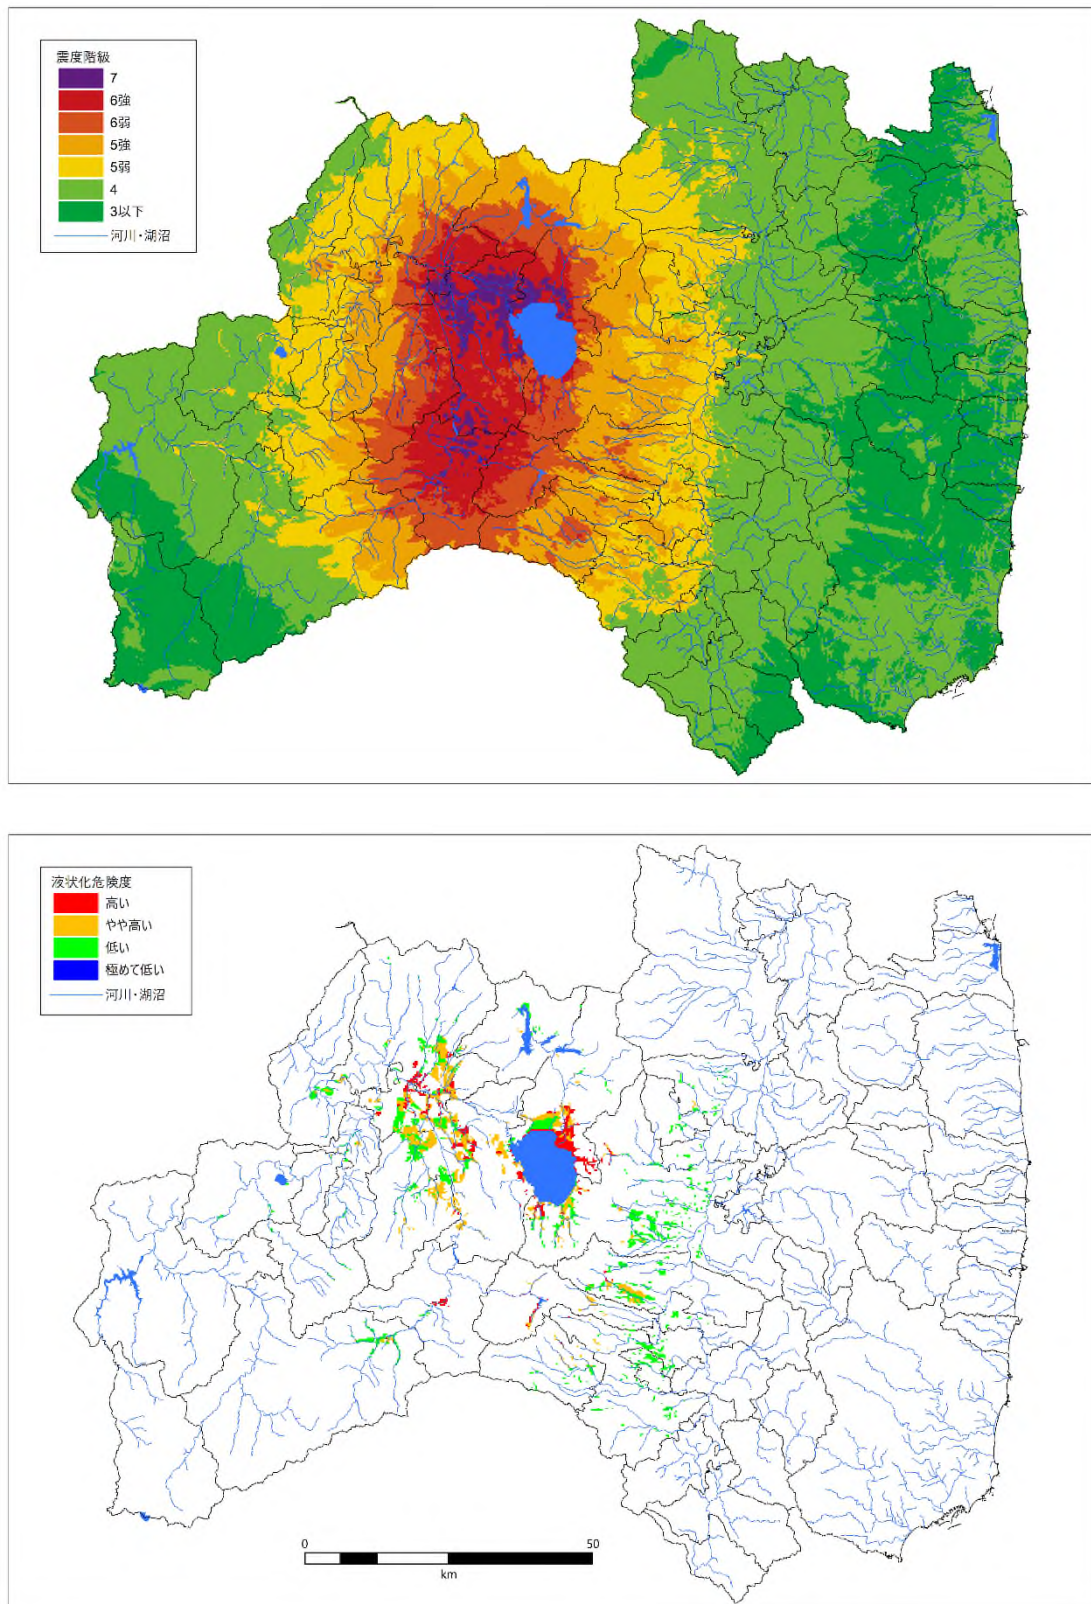 震度階級
7
6強
6弱
5強
5弱
4
3以下
河川・湖沼
液状化危険度
高い
やや高い
低い
極めて低い
河川・湖沼
0 50
km